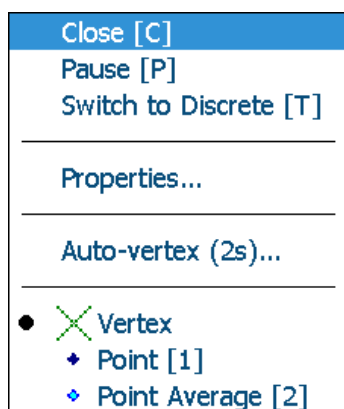 Close [C]
Pause [P]
Switch to Discrete [T]
Properties...
Auto-vertex (2s)...
Vertex
Point [1]
Point Average [2]